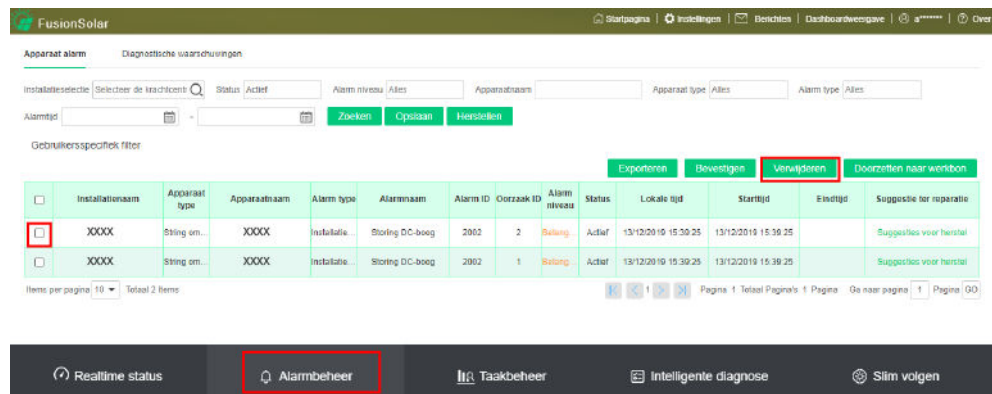 FusionSolar Startpagina | Instellingen | Berichten | Dashboardweergave | a******* | Over
Apparaat alarm Diagnostische waarschuwingen
Installatieselectie Selecteer de krachtcentr Status Actief Alarm niveau Alles Apparaatnaam Apparaat type Alles Alarm type Alles
Alarmtijd - Zoeken Opslaan Herstellen
Gebruikersspecifiek filter
Exporteren Bevestigen Verwijderen Doorzetten naar werkbon
Installatienaam Apparaat type Apparaatnaam Alarm type Alarmnaam Alarm ID Oorzaak ID Alarm niveau Status Lokale tijd Starttijd Eindtijd Suggestie ter reparatie
XXXX String om... XXXX Installatie... Storing DC-boog 2002 2 Belang... Actief 13/12/2019 15:39:25 13/12/2019 15:39:25 Suggesties voor herstel
XXXX String om... XXXX Installatie... Storing DC-boog 2002 1 Belang... Actief 13/12/2019 15:39:25 13/12/2019 15:39:25 Suggesties voor herstel
Items per pagina 10 Totaal 2 Items 1 Pagina 1 Totaal Pagina's 1 Pagina Ga naar pagina 1 Pagina GO
Realtime status Alarmbeheer Taakbeheer Intelligente diagnose Slim volgen